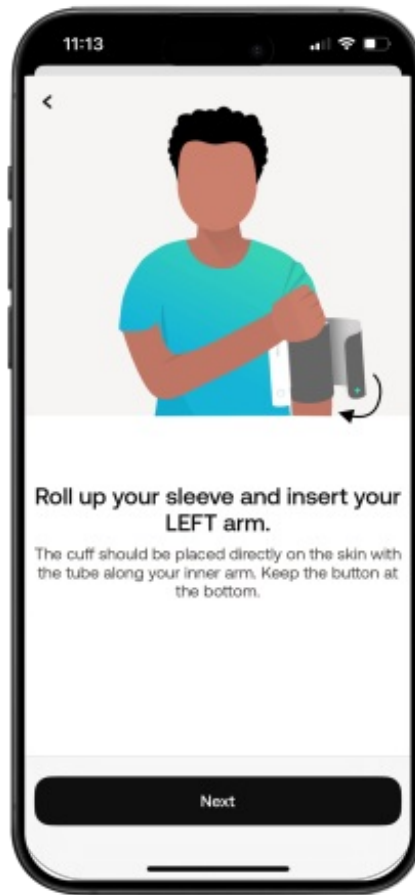 11:13
Roll up your sleeve and insert your
LEFT arm.
The cuff should be placed directly on the skin with
the tube along your inner arm. Keep the button at
the bottom.
Next